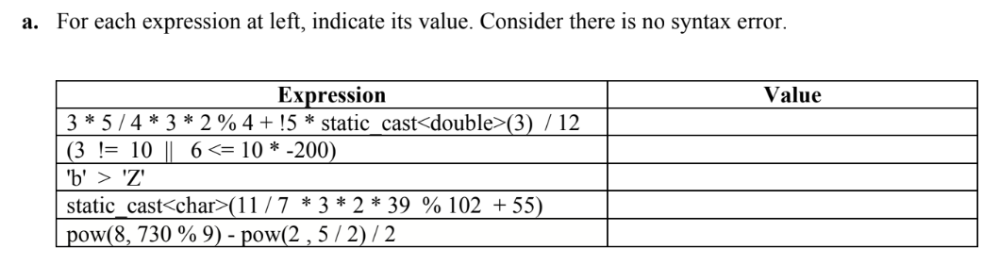 a. For each expression at left, indicate its value. Consider there is no syntax error.
Expression Value
3 * 5 / 4 * 3 * 2 % 4 + !5 * static_cast<double>(3) / 12
(3 != 10 || 6 <= 10 * -200)
'b' > 'Z'
static_cast<char>(11 / 7 * 3 * 2 * 39 % 102 + 55)
pow(8, 730 % 9) - pow(2 , 5 / 2) / 2